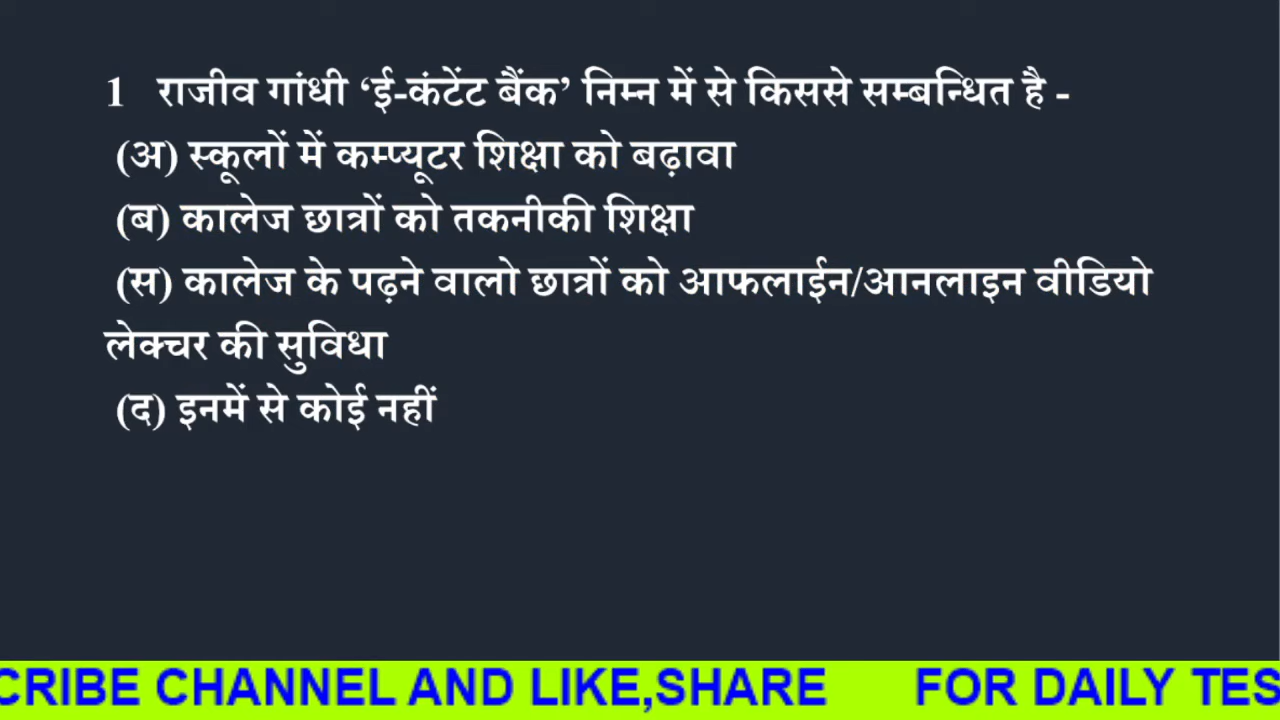 1 राजीव गांधी ‘ई-कंटेंट बैंक’ निम्न में से किससे सम्बन्धित है -
(अ) स्कूलों में कम्प्यूटर शिक्षा को बढ़ावा
(ब) कालेज छात्रों को तकनीकी शिक्षा
(स) कालेज के पढ़ने वालो छात्रों को आफलाईन/आनलाइन वीडियो
लेक्चर की सुविधा
(द) इनमें से कोई नहीं
CRIBE CHANNEL AND LIKE,SHARE FOR DAILY TES